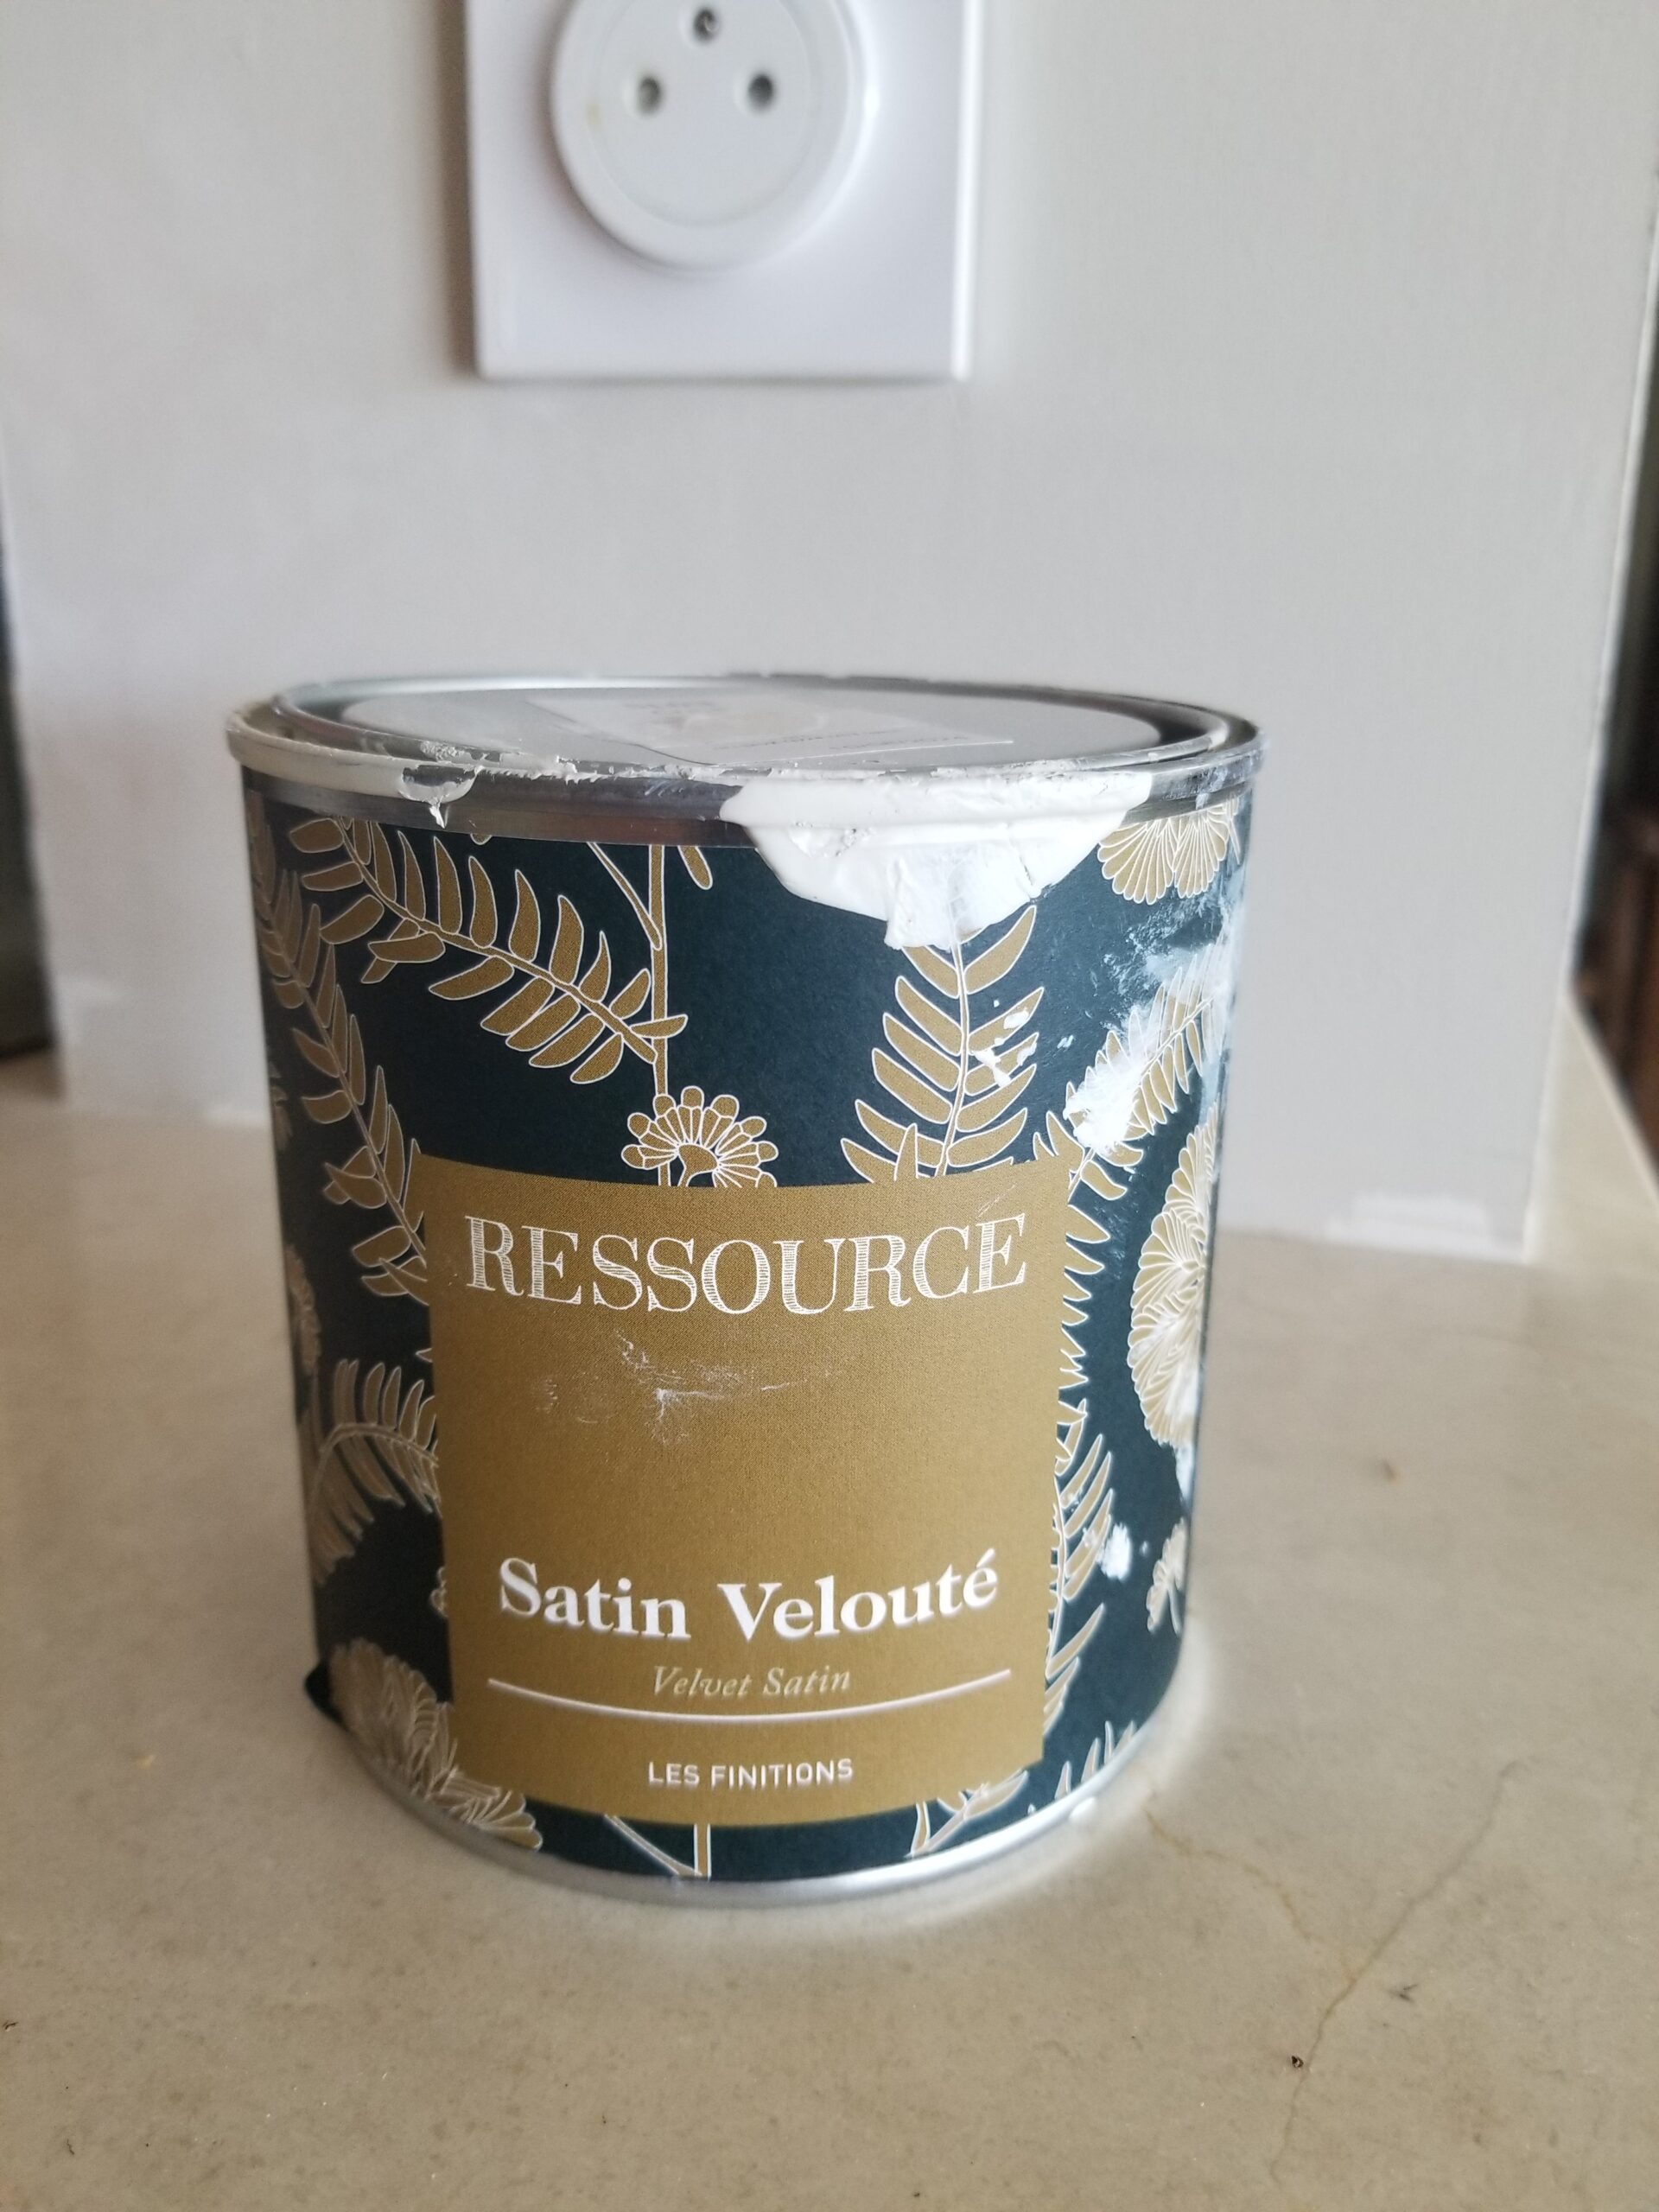 RESSOURCE
Satin Velouté
Velvet Satin
LES FINITIONS